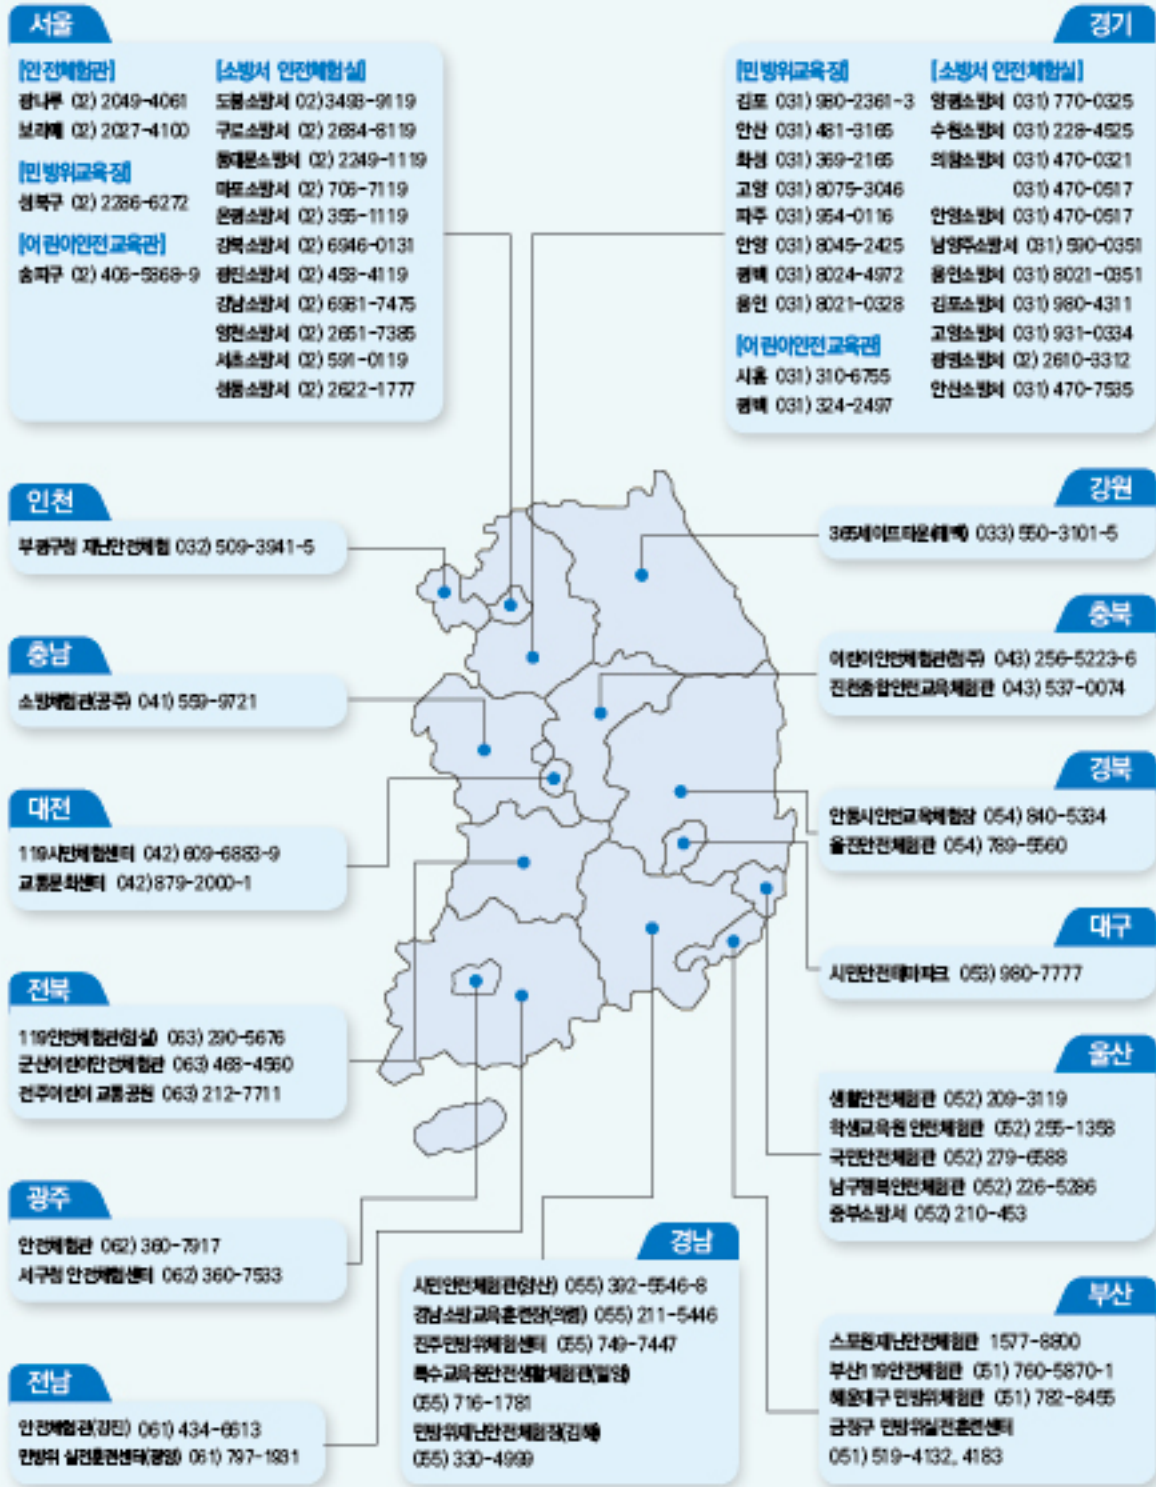 서울
[안전체험관]
광나루 02) 2049-4061
보라매 02) 2027-4100
[민방위교육장]
성북구 02) 2286-6272
[어린이안전교육관]
송파구 02) 406-5868-9
[소방서 안전체험실]
도봉소방서 02)3493-9119
구로소방서 02) 2684-8119
동대문소방서 02) 2249-1119
마포소방서 02) 706-7119
은평소방서 02) 355-1119
강북소방서 02) 6946-0131
광진소방서 02) 458-4119
강남소방서 02) 6981-7475
양천소방서 02) 2651-7385
서초소방서 02) 591-0119
성동소방서 02) 2622-1777
경기
[민방위교육장]
김포 031) 980-2361-3
안산 031) 481-3165
화성 031) 369-2165
고양 031) 8075-3046
파주 031) 954-0116
안양 031) 8045-2425
평택 031) 8024-4972
용인 031) 8021-0328
[어린이안전교육관]
시흥 031) 310-6755
평택 031) 324-2497
[소방서 안전체험실]
양평소방서 031) 770-0325
수원소방서 031) 228-4525
의왕소방서 031) 470-0321
031) 470-0517
안양소방서 031) 470-0517
남양주소방서 031) 590-0351
용인소방서 031) 8021-0351
김포소방서 031) 980-4311
고양소방서 031) 931-0334
광명소방서 02) 2610-3312
안산소방서 031) 470-7535
인천
부평구청 재난안전체험 032) 509-3941-5
강원
365세이프타운(태백) 033) 550-3101-5
충남
소방체험관(공주) 041) 559-9721
충북
어린이안전체험관(청주) 043) 256-5223-6
진천종합안전교육체험관 043) 537-0074
대전
119시민체험센터 042) 609-6883-9
교통문화센터 042)879-2000-1
경북
안동시안전교육체험장 054) 840-5334
울진안전체험관 054) 789-5560
대구
시민안전테마파크 053) 980-7777
전북
119안전체험관(임실) 063) 290-5676
군산어린이안전체험관 063) 468-4560
전주어린이 교통공원 063) 212-7711
울산
생활안전체험관 052) 209-3119
학생교육원 안전체험관 052) 255-1358
국민안전체험관 052) 279-6588
남구행복안전체험관 052) 226-5286
중부소방서 052) 210-453
광주
안전체험관 062) 360-7917
서구청 안전체험센터 062) 360-7533
경남
시민안전체험관(양산) 055) 392-5546-8
경남소방교육훈련장(의령) 055) 211-5446
진주민방위체험센터 055) 749-7447
특수교육원안전생활체험관(밀양)
055) 716-1781
민방위재난안전체험장(김해)
055) 330-4999
부산
스포원재난안전체험관 1577-8800
부산119안전체험관 051) 760-5870-1
해운대구 민방위체험관 051) 782-8455
금정구 민방위실전훈련센터
051) 519-4132, 4183
전남
안전체험관(강진) 061) 434-6613
민방위 실전훈련센터(광양) 061) 797-1931